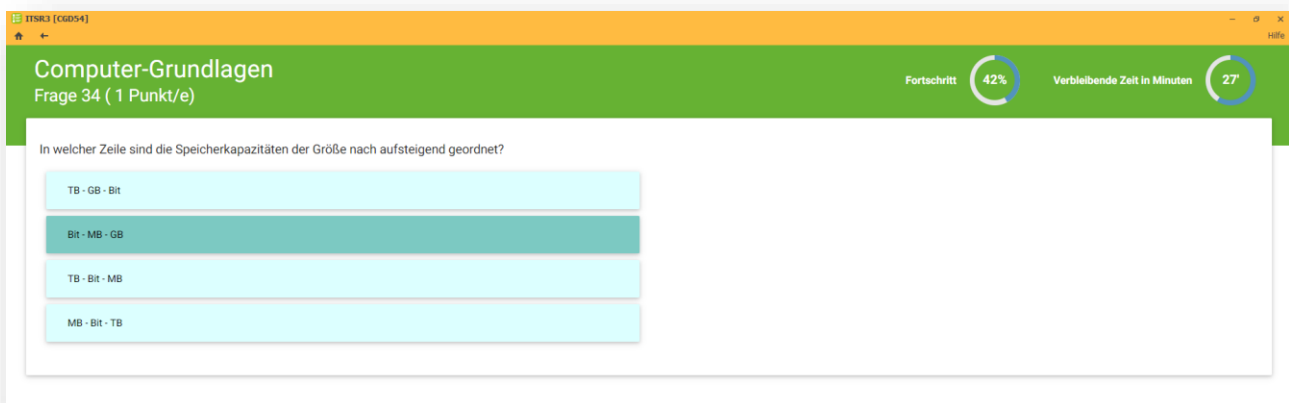 ITSR3 [CGD54]
Hilfe
Computer-Grundlagen
Frage 34 ( 1 Punkt/e)
Fortschritt 42% Verbleibende Zeit in Minuten 27'
In welcher Zeile sind die Speicherkapazitäten der Größe nach aufsteigend geordnet?
TB - GB - Bit
Bit - MB - GB
TB - Bit - MB
MB - Bit - TB